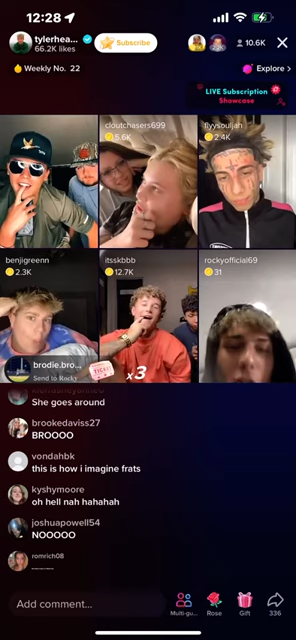 12:28
tylerhea...
66.2K likes
Subscribe
10.6K
Weekly No. 22
Explore >
LIVE Subscription
Showcase
cloutchasers699
5.6K
flyysoulja
2.4K
benjigreenn
2.3K
itsskbbb
12.7K
rockyofficial69
31
brodie.bro...
Send to Rocky
x3
She goes around
brookedaviss27
BROOOO
vondahbk
this is how i imagine frats
kyshymoore
oh hell nah hahahah
joshuapowell54
NOOOOO
romrich08
Add comment...
Multi-gu...
Rose
Gift
336